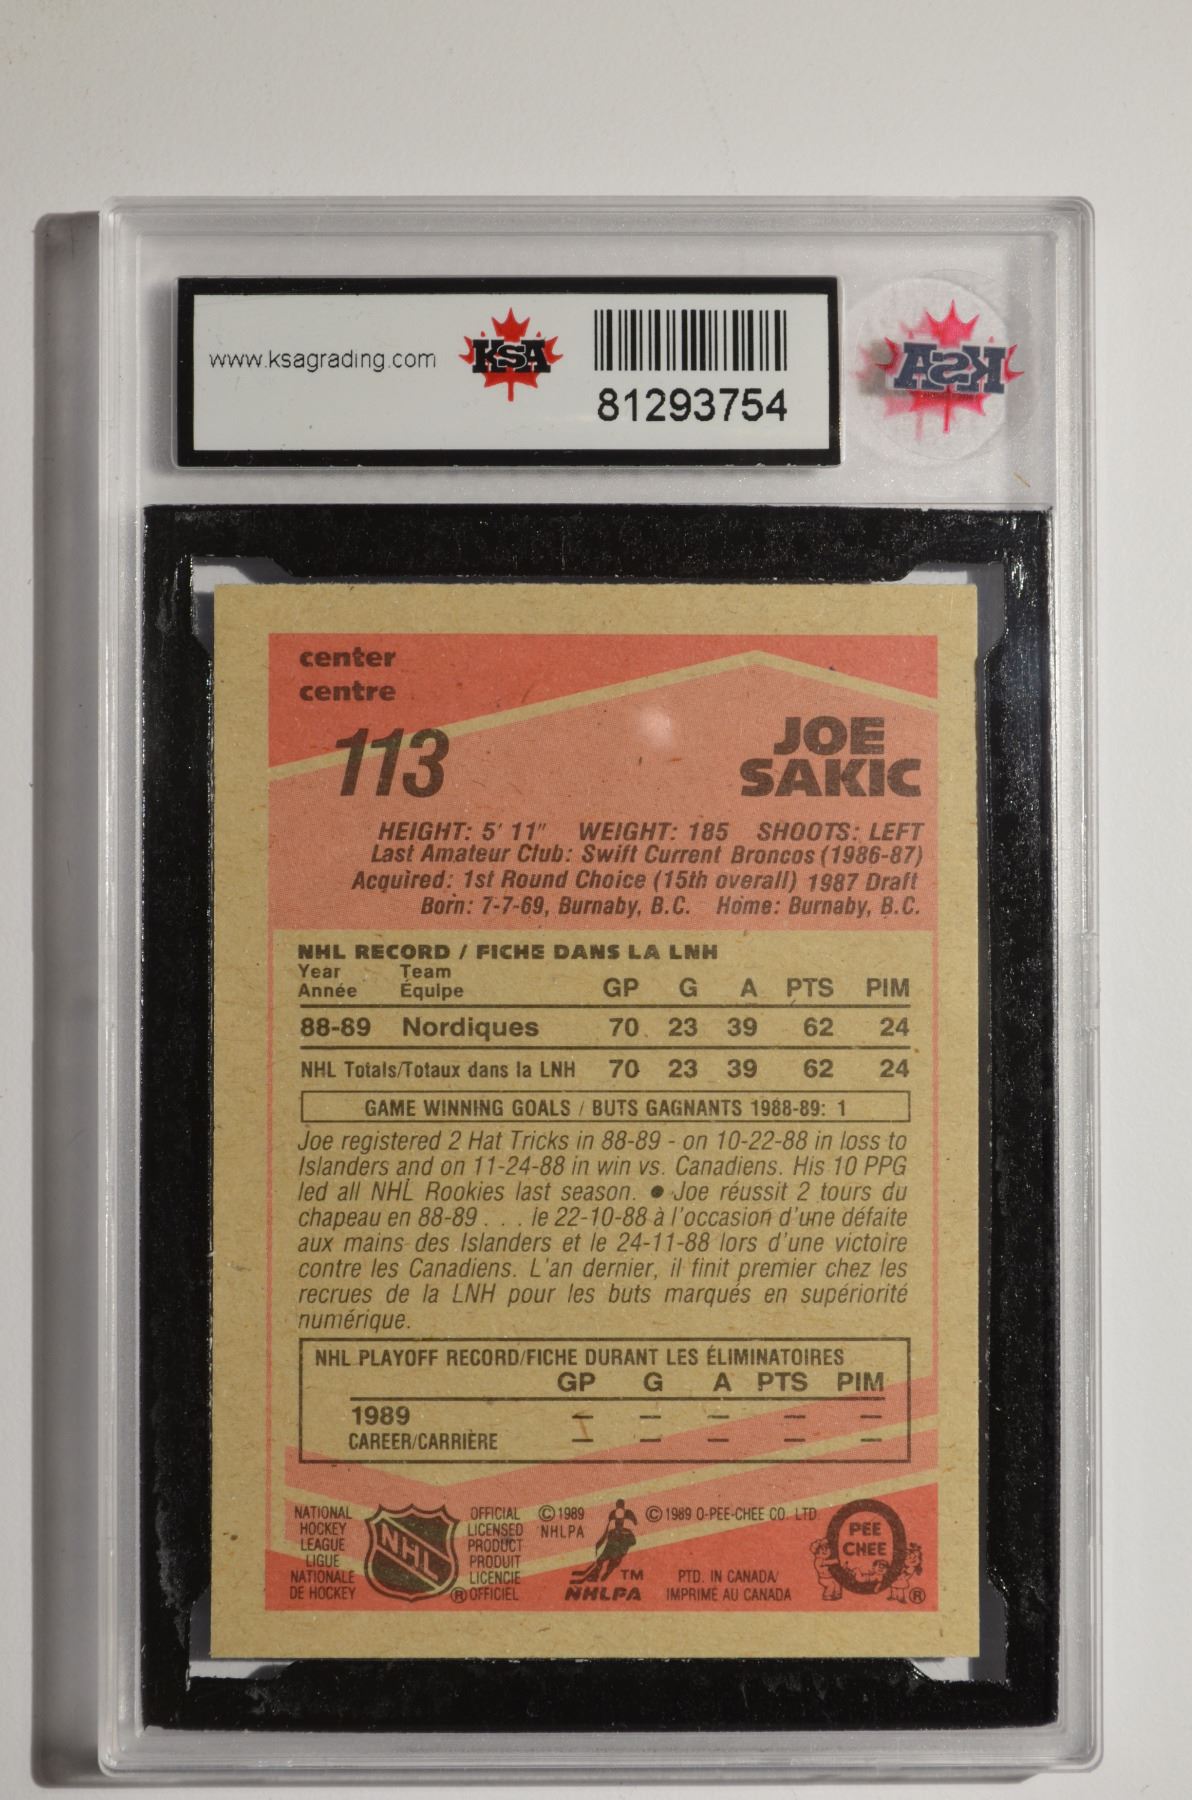 www.ksagrading.com
KSA
81293754
KSA
center
centre
113
JOE
SAKIC
HEIGHT: 5' 11" WEIGHT: 185 SHOOTS: LEFT
Last Amateur Club: Swift Current Broncos (1986-87)
Acquired: 1st Round Choice (15th overall) 1987 Draft
Born: 7-7-69, Burnaby, B.C. Home: Burnaby, B.C.
NHL RECORD / FICHE DANS LA LNH
Year Team
Année Équipe GP G A PTS PIM
88-89 Nordiques 70 23 39 62 24
NHL Totals/Totaux dans la LNH 70 23 39 62 24
GAME WINNING GOALS / BUTS GAGNANTS 1988-89: 1
Joe registered 2 Hat Tricks in 88-89 - on 10-22-88 in loss to
Islanders and on 11-24-88 in win vs. Canadiens. His 10 PPG
led all NHL Rookies last season. ● Joe réussit 2 tours du
chapeau en 88-89 . . . le 22-10-88 à l'occasion d'une défaite
aux mains des Islanders et le 24-11-88 lors d'une victoire
contre les Canadiens. L'an dernier, il finit premier chez les
recrues de la LNH pour les buts marqués en supériorité
numérique.
NHL PLAYOFF RECORD/FICHE DURANT LES ÉLIMINATOIRES
GP G A PTS PIM
1989 — — — — —
CAREER/CARRIÈRE — — — — —
NATIONAL
HOCKEY
LEAGUE
LIGUE
NATIONALE
DE HOCKEY
NHL
®
OFFICIAL
LICENSED
PRODUCT
PRODUIT
LICENCIE
OFFICIEL
© 1989
NHLPA
TM
NHLPA
© 1989 O-PEE-CHEE CO. LTD.
PTD. IN CANADA/
IMPRIMÉ AU CANADA
O
PEE
CHEE
®